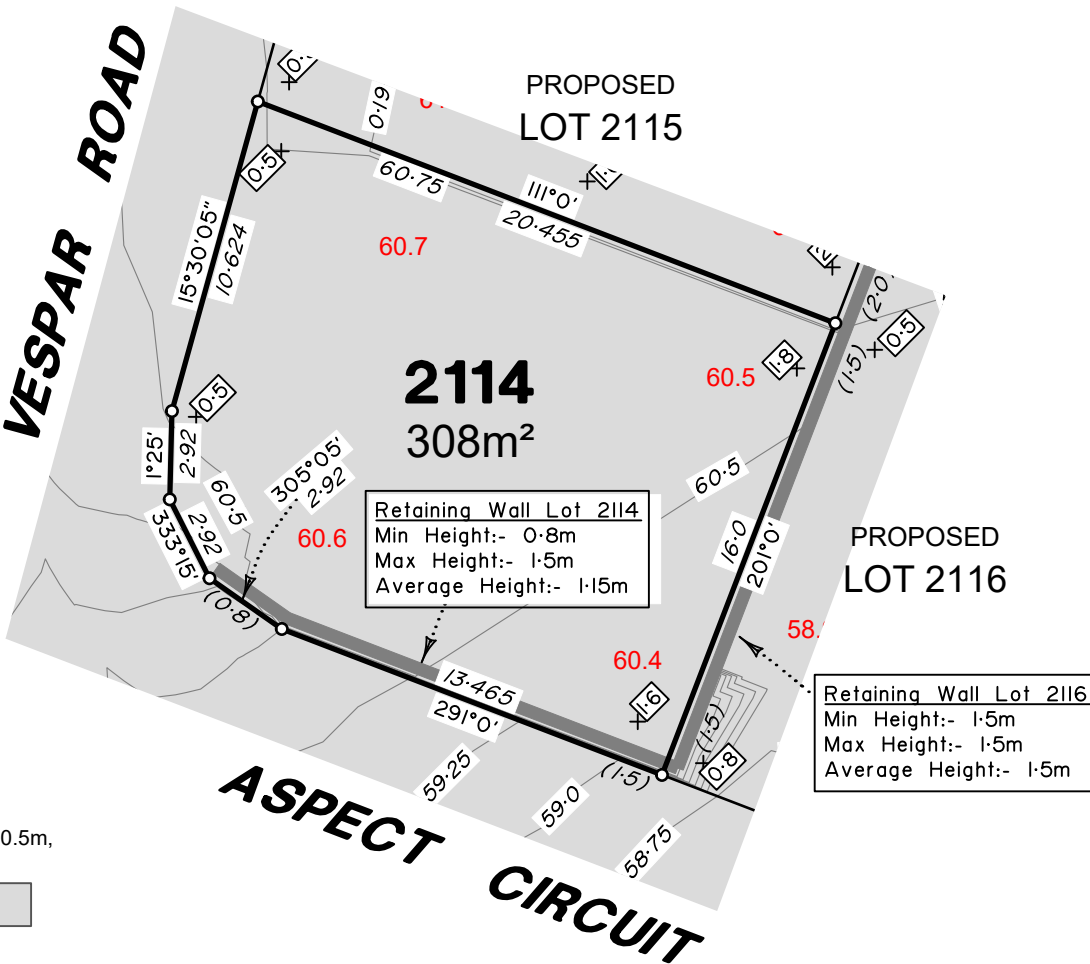 VESPAR ROAD
PROPOSED
LOT 2115
0·19
60·75
111°0'
20·455
0·5
60.7
15°30'05"
10·624
(2·0
0·5
(1·5)
1·8
60.5
2114
308m²
0·5
1°25'
2·92
305°05'
2·92
60·5
60·5
333°15'
2·92
60.6
Retaining Wall Lot 2114
Min Height:- 0·8m
Max Height:- 1·5m
Average Height:- 1·15m
16·0
201°0'
PROPOSED
LOT 2116
(0·8)
58.
60.4
13·465
291°0'
1·6
(1·5)
(1·5)
0·8
Retaining Wall Lot 2116
Min Height:- 1·5m
Max Height:- 1·5m
Average Height:- 1·5m
59·25
59·0
58·75
ASPECT CIRCUIT
0.5m,